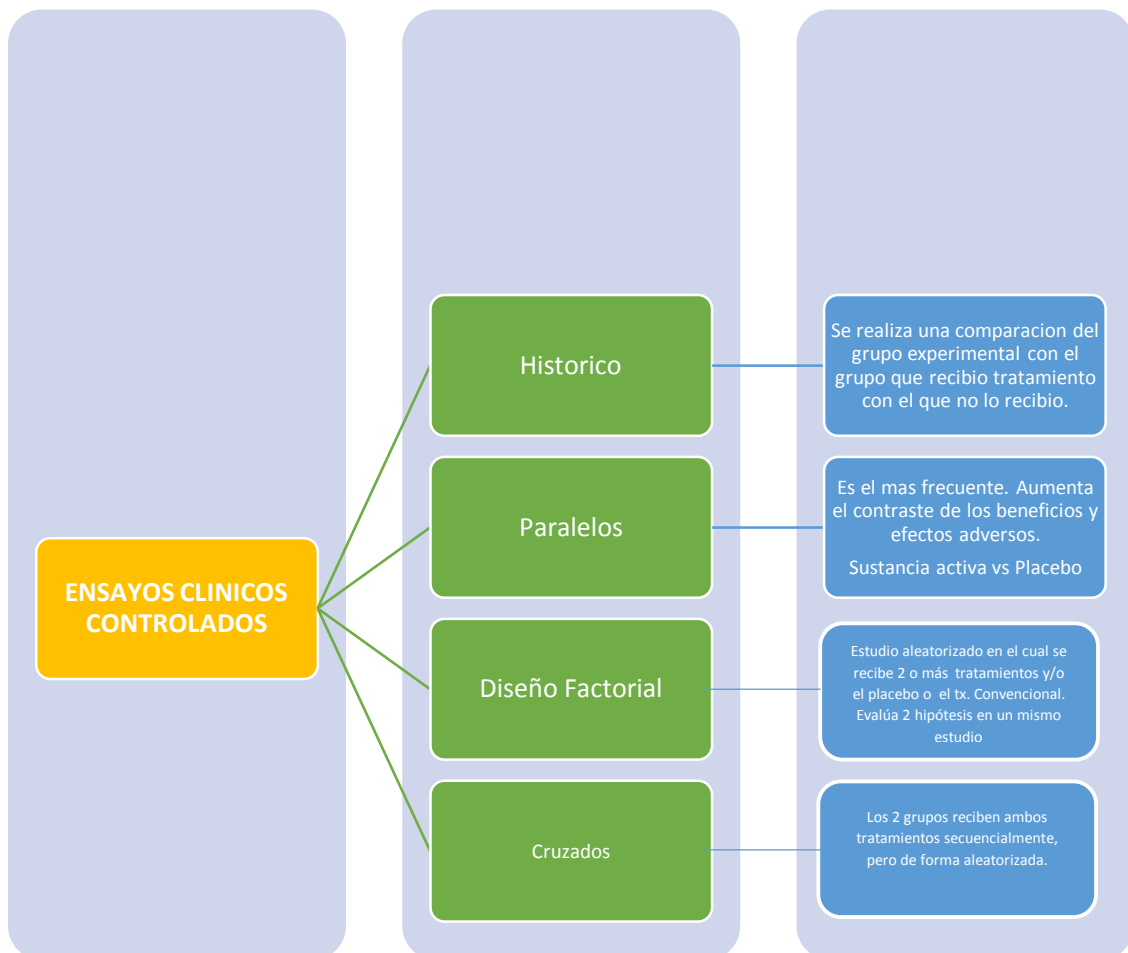 ENSAYOS CLINICOS
CONTROLADOS
Historico
Se realiza una comparacion del
grupo experimental con el
grupo que recibio tratamiento
con el que no lo recibio.
Paralelos
Es el mas frecuente. Aumenta
el contraste de los beneficios y
efectos adversos.
Sustancia activa vs Placebo
Diseño Factorial
Estudio aleatorizado en el cual se
recibe 2 o más tratamientos y/o
el placebo o el tx. Convencional.
Evalúa 2 hipótesis en un mismo
estudio
Cruzados
Los 2 grupos reciben ambos
tratamientos secuencialmente,
pero de forma aleatorizada.